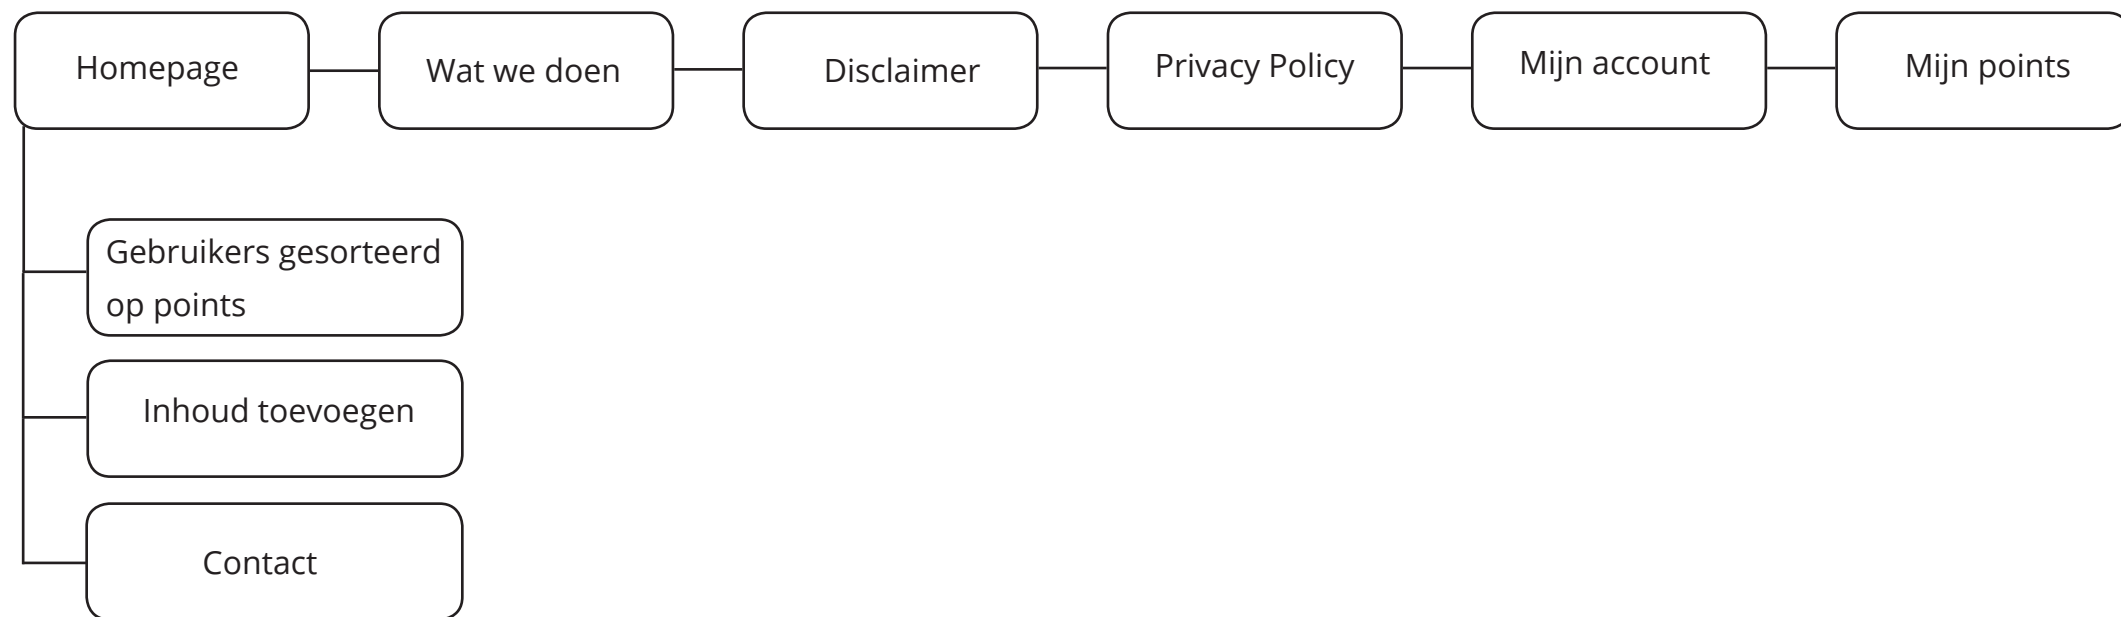 Homepage
Wat we doen
Disclaimer
Privacy Policy
Mijn account
Mijn points
Gebruikers gesorteerd
op points
Inhoud toevoegen
Contact